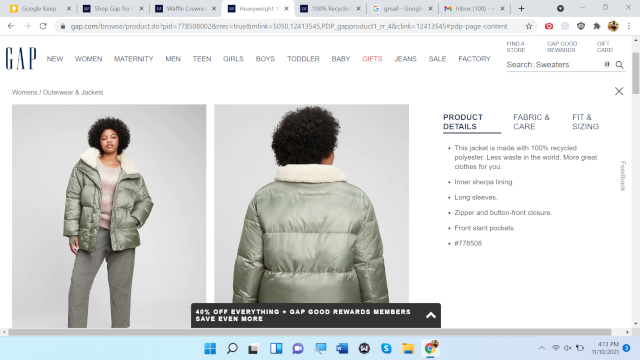 Google Keep
Shop Gap for
Waffle Crewne
Heavyweight
100% Recycle
gmail - Google
Inbox (100) -
gap.com/browse/product.do?pid=778508002&rrec=true&mlink=5050,12413545,PDP_gapproduct1_rr_4&clink=12413545#pdp-page-content
FIND A STORE
GAP GOOD REWARDS
GIFT CARD
GAP
NEW WOMEN MATERNITY MEN TEEN GIRLS BOYS TODDLER BABY GIFTS JEANS SALE FACTORY
Search: Sweaters
Womens / Outerwear & Jackets
PRODUCT DETAILS
FABRIC & CARE
FIT & SIZING
This jacket is made with 100% recycled
polyester. Less waste in the world. More great
clothes for you.
Inner sherpa lining.
Long sleeves.
Zipper and button-front closure.
Front slant pockets.
#778508
Feedback
40% OFF EVERYTHING + GAP GOOD REWARDS MEMBERS
SAVE EVEN MORE
4:13 PM
11/10/2021